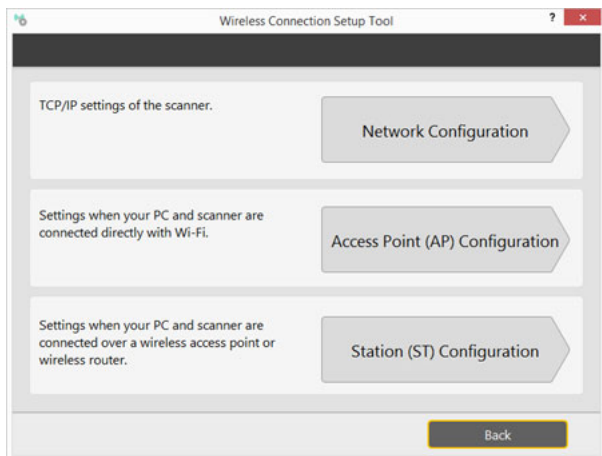 Wireless Connection Setup Tool
?
×
TCP/IP settings of the scanner.
Network Configuration
Settings when your PC and scanner are
connected directly with Wi-Fi.
Access Point (AP) Configuration
Settings when your PC and scanner are
connected over a wireless access point or
wireless router.
Station (ST) Configuration
Back